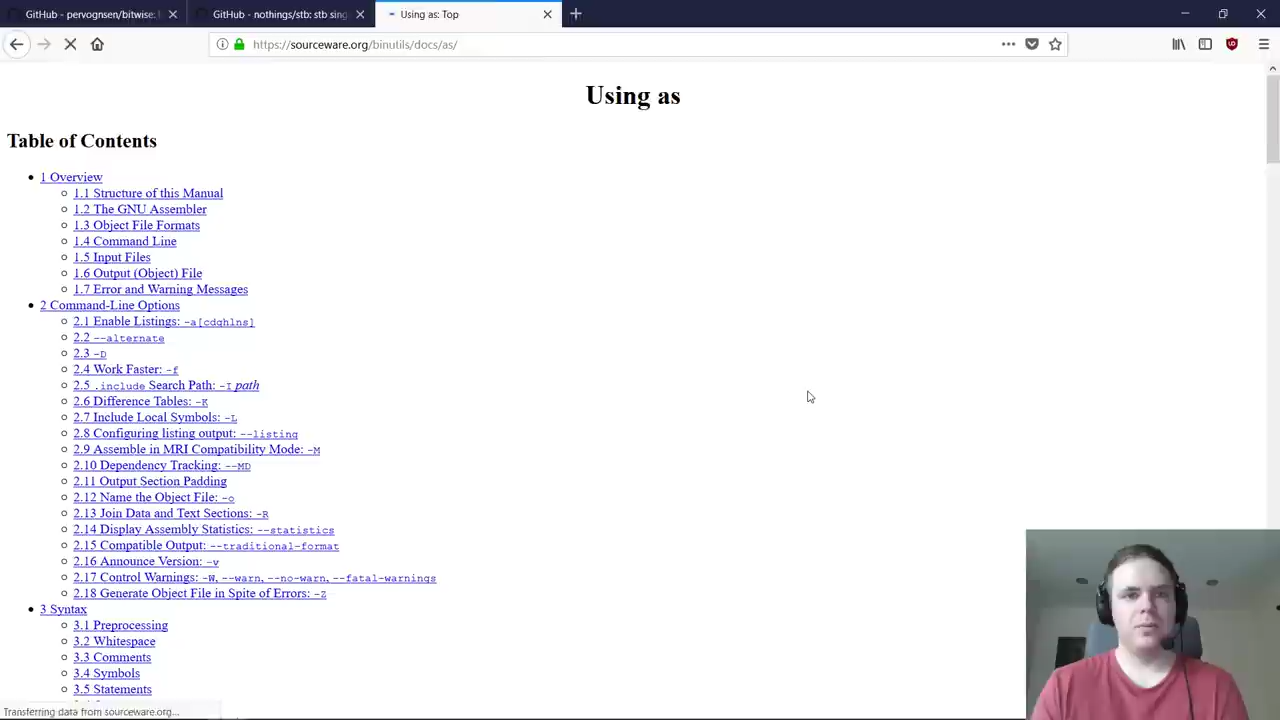 GitHub - pervognsen/bitwise: W
GitHub - nothings/stb: stb sing
Using as: Top
https://sourceware.org/binutils/docs/as/
Using as
Table of Contents
1 Overview
1.1 Structure of this Manual
1.2 The GNU Assembler
1.3 Object File Formats
1.4 Command Line
1.5 Input Files
1.6 Output (Object) File
1.7 Error and Warning Messages
2 Command-Line Options
2.1 Enable Listings: -a[cdghlns]
2.2 --alternate
2.3 -D
2.4 Work Faster: -f
2.5 .include Search Path: -I path
2.6 Difference Tables: -K
2.7 Include Local Symbols: -L
2.8 Configuring listing output: --listing
2.9 Assemble in MRI Compatibility Mode: -M
2.10 Dependency Tracking: --MD
2.11 Output Section Padding
2.12 Name the Object File: -o
2.13 Join Data and Text Sections: -R
2.14 Display Assembly Statistics: --statistics
2.15 Compatible Output: --traditional-format
2.16 Announce Version: -v
2.17 Control Warnings: -W, --warn, --no-warn, --fatal-warnings
2.18 Generate Object File in Spite of Errors: -Z
3 Syntax
3.1 Preprocessing
3.2 Whitespace
3.3 Comments
3.4 Symbols
3.5 Statements
Transferring data from sourceware.org...